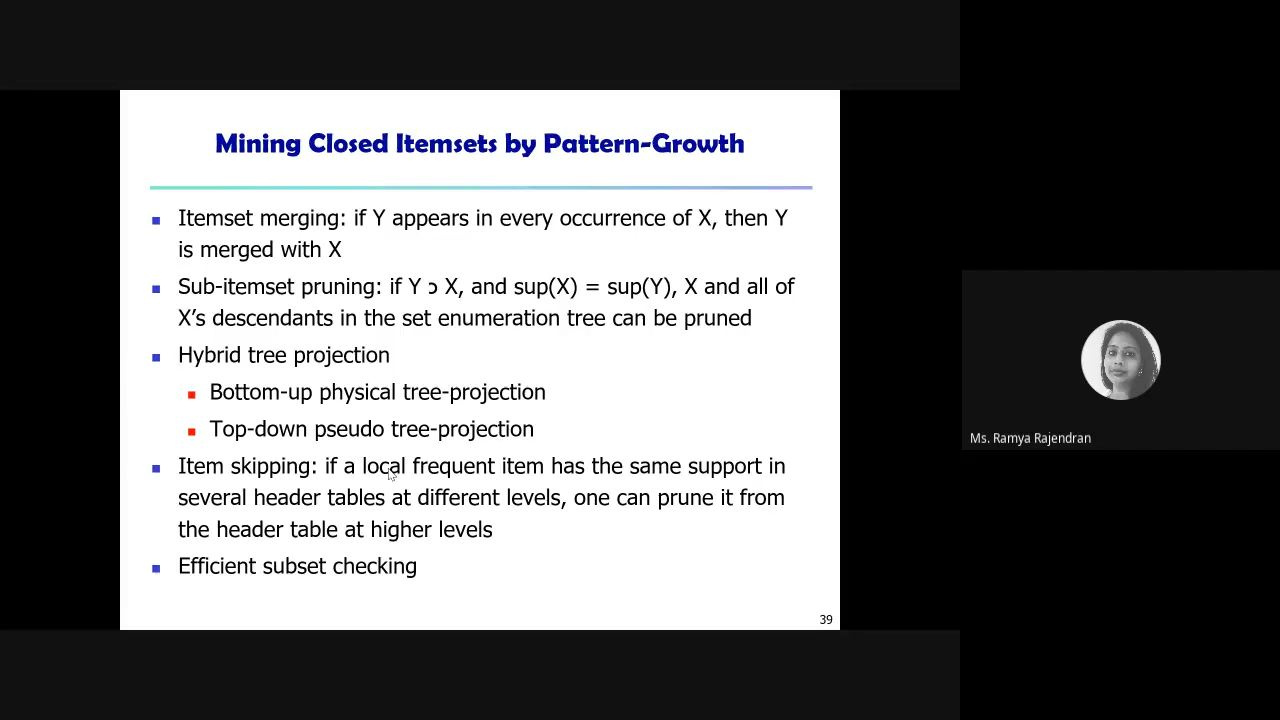 Mining Closed Itemsets by Pattern-Growth
Itemset merging: if Y appears in every occurrence of X, then Y
is merged with X
Sub-itemset pruning: if Y ɔ X, and sup(X) = sup(Y), X and all of
X’s descendants in the set enumeration tree can be pruned
Hybrid tree projection
Bottom-up physical tree-projection
Top-down pseudo tree-projection
Item skipping: if a local frequent item has the same support in
several header tables at different levels, one can prune it from
the header table at higher levels
Efficient subset checking
39
Ms. Ramya Rajendran